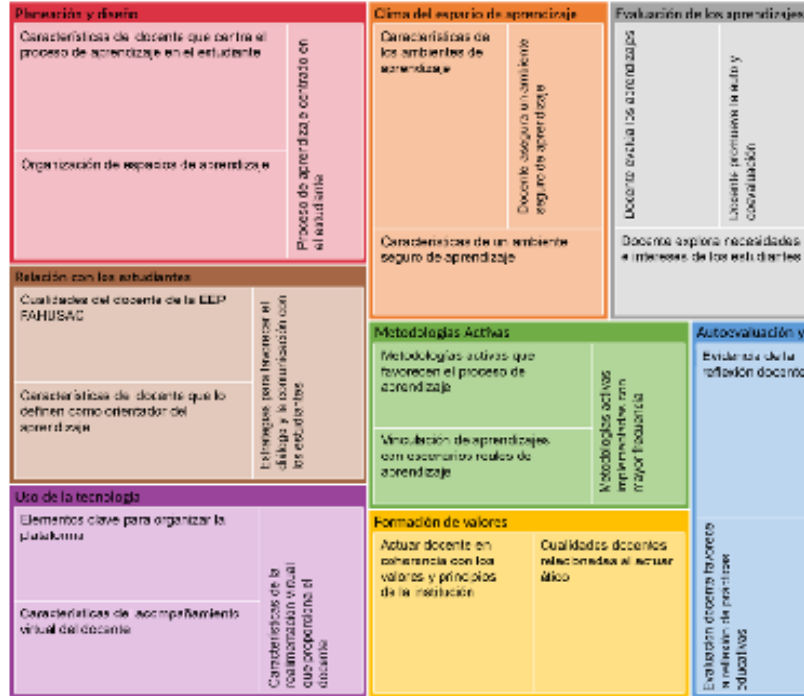 Planeación y diseño
Características de docente que centra el
proceso de aprendizaje en el estudiante
Organización de espacios de aprendizaje
Proceso de aprendizaje centrado en
el estudiante
Clima del espacio de aprendizaje
Características de
los ambientes de
aprendizaje
Docente asegura un ambiente
seguro de aprendizaje
Características de un ambiente
seguro de aprendizaje
Evaluación de los aprendizajes
Docente evalúa los aprendizajes
Docente promueve la auto y
coevaluación
Docente explora necesidades
e intereses de los estudiantes
Relación con los estudiantes
Cualidades del docente de la EEP
FAHUSAC
Características de docente que lo
definen como orientador del
aprendizaje
Estrategias para favorecer el
diálogo y la comunicación con
los estudiantes
Metodologías Activas
Metodologías activas que
favorecen el proceso de
aprendizaje
Vinculación de aprendizajes
con escenarios reales de
aprendizaje
Metodologías activas
implementadas con
mayor frecuencia
Autoevaluación y
Evidencia de la
reflexión docente
Evaluación docente favorece
la reflexión de prácticas
educativas
Uso de la tecnología
Elementos clave para organizar la
plataforma
Características de acompañamiento
virtual del docente
Características de la
realimentación virtual
que proporciona el
docente
Formación de valores
Actuar docente en
coherencia con los
valores y principios
de la institución
Cualidades docentes
relacionadas al actuar
ético